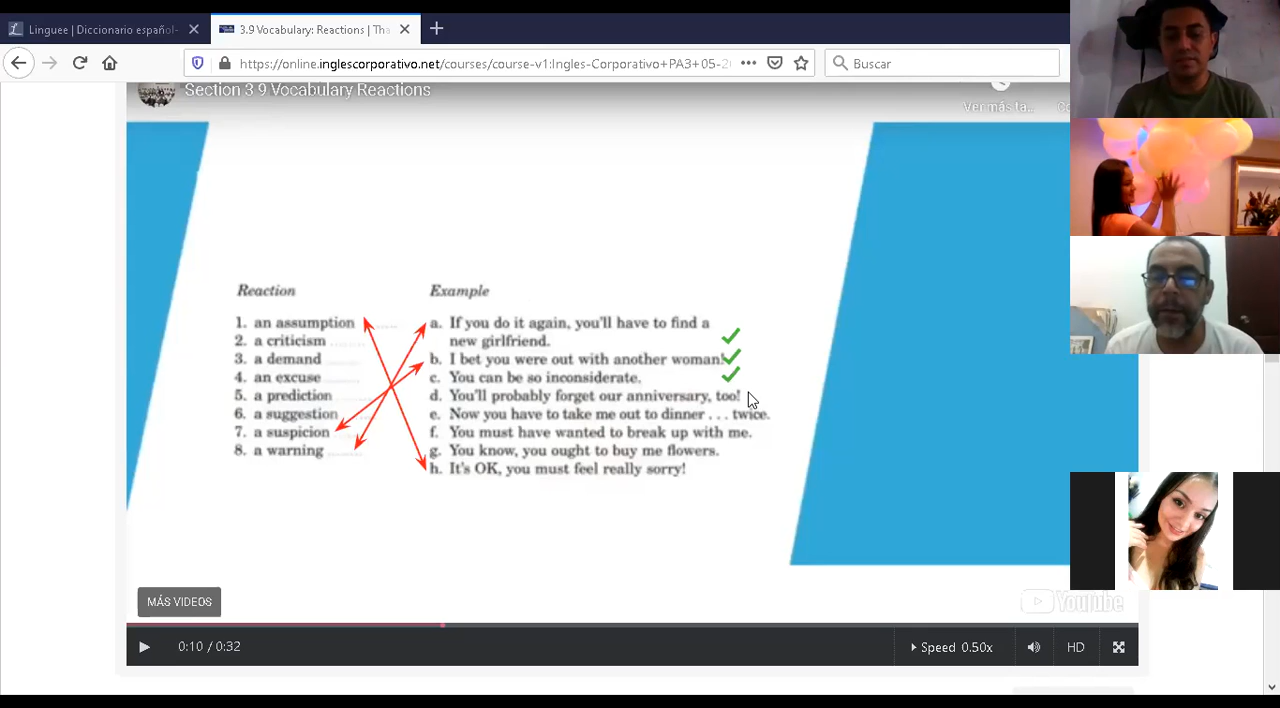 Linguee | Diccionario español-
3.9 Vocabulary: Reactions | Tha
https://online.inglescorporativo.net/courses/course-v1:Ingles-Corporativo+PA3+05-2
Buscar
Section 3 9 Vocabulary Reactions
Ver más ta...
Reaction
1. an assumption
2. a criticism
3. a demand
4. an excuse
5. a prediction
6. a suggestion
7. a suspicion
8. a warning
Example
a. If you do it again, you'll have to find a
new girlfriend.
b. I bet you were out with another woman!
c. You can be so inconsiderate.
d. You'll probably forget our anniversary, too!
e. Now you have to take me out to dinner . . . twice.
f. You must have wanted to break up with me.
g. You know, you ought to buy me flowers.
h. It's OK, you must feel really sorry!
MÁS VIDEOS
YouTube
0:10 / 0:32
Speed 0.50x
HD